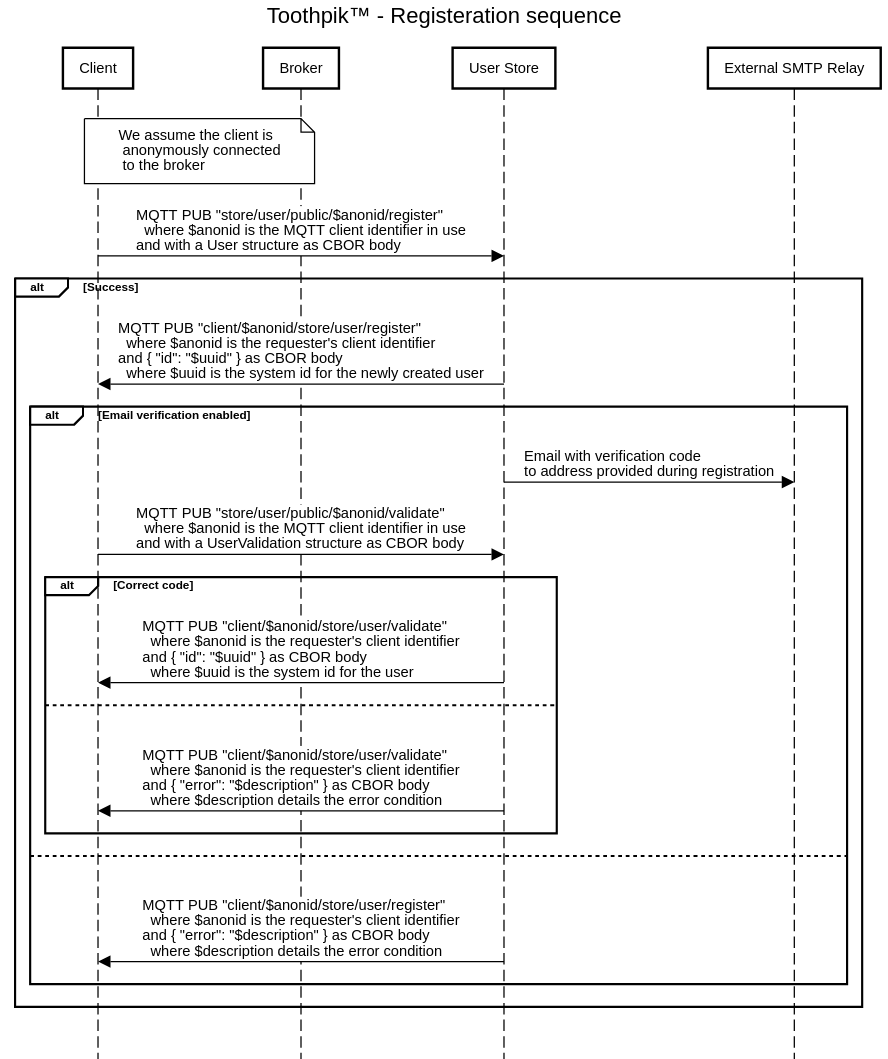 Toothpik™ - Registeration sequence
Client
Broker
User Store
External SMTP Relay
We assume the client is
anonymously connected
to the broker
MQTT PUB "store/user/public/$anonid/register"
where $anonid is the MQTT client identifier in use
and with a User structure as CBOR body
alt
[Success]
MQTT PUB "client/$anonid/store/user/register"
where $anonid is the requester's client identifier
and { "id": "$uuid" } as CBOR body
where $uuid is the system id for the newly created user
alt
[Email verification enabled]
Email with verification code
to address provided during registration
MQTT PUB "store/user/public/$anonid/validate"
where $anonid is the MQTT client identifier in use
and with a UserValidation structure as CBOR body
alt
[Correct code]
MQTT PUB "client/$anonid/store/user/validate"
where $anonid is the requester's client identifier
and { "id": "$uuid" } as CBOR body
where $uuid is the system id for the user
MQTT PUB "client/$anonid/store/user/validate"
where $anonid is the requester's client identifier
and { "error": "$description" } as CBOR body
where $description details the error condition
MQTT PUB "client/$anonid/store/user/register"
where $anonid is the requester's client identifier
and { "error": "$description" } as CBOR body
where $description details the error condition